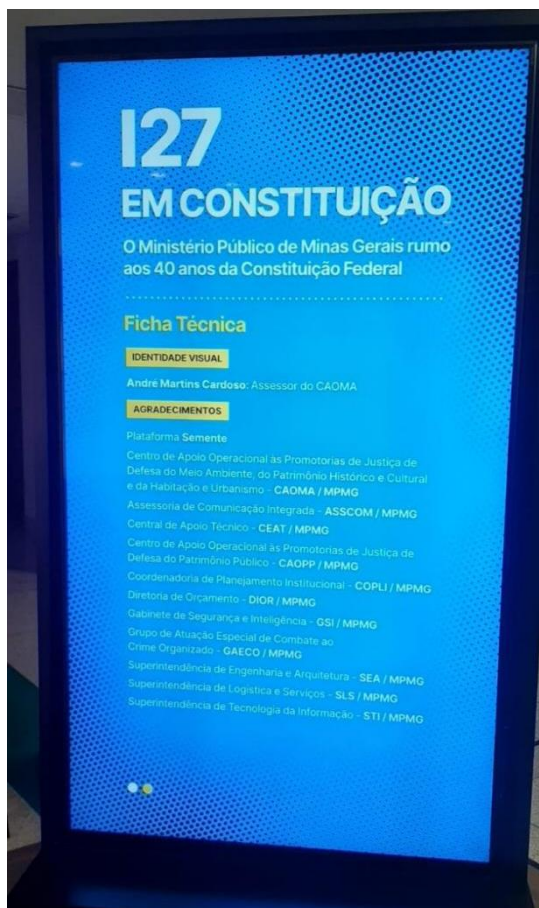 I27
EM CONSTITUIÇÃO
O Ministério Público de Minas Gerais rumo
aos 40 anos da Constituição Federal
Ficha Técnica
IDENTIDADE VISUAL
André Martins Cardoso: Assessor do CAOMA
AGRADECIMENTOS
Plataforma Semente
Centro de Apoio Operacional às Promotorias de Justiça de
Defesa do Meio Ambiente, do Patrimônio Histórico e Cultural
e da Habitação e Urbanismo - CAOMA / MPMG
Assessoria de Comunicação Integrada - ASSCOM / MPMG
Central de Apoio Técnico - CEAT / MPMG
Centro de Apoio Operacional às Promotorias de Justiça de
Defesa do Patrimônio Público - CAOPP / MPMG
Coordenadoria de Planejamento Institucional - COPLI / MPMG
Diretoria de Orçamento - DIOR / MPMG
Gabinete de Segurança e Inteligência - GSI / MPMG
Grupo de Atuação Especial de Combate ao
Crime Organizado - GAECO / MPMG
Superintendência de Engenharia e Arquitetura - SEA / MPMG
Superintendência de Logística e Serviços - SLS / MPMG
Superintendência de Tecnologia da Informação - STI / MPMG